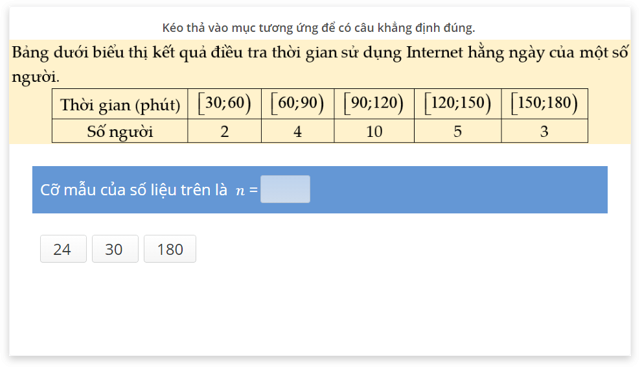 Kéo thả vào mục tương ứng để có câu khẳng định đúng.
Bảng dưới biểu thị kết quả điều tra thời gian sử dụng Internet hằng ngày của một số
người.
Thời gian (phút) [30;60) [60;90) [90;120) [120;150) [150;180)
Số người 2 4 10 5 3
Cỡ mẫu của số liệu trên là n =
24 30 180